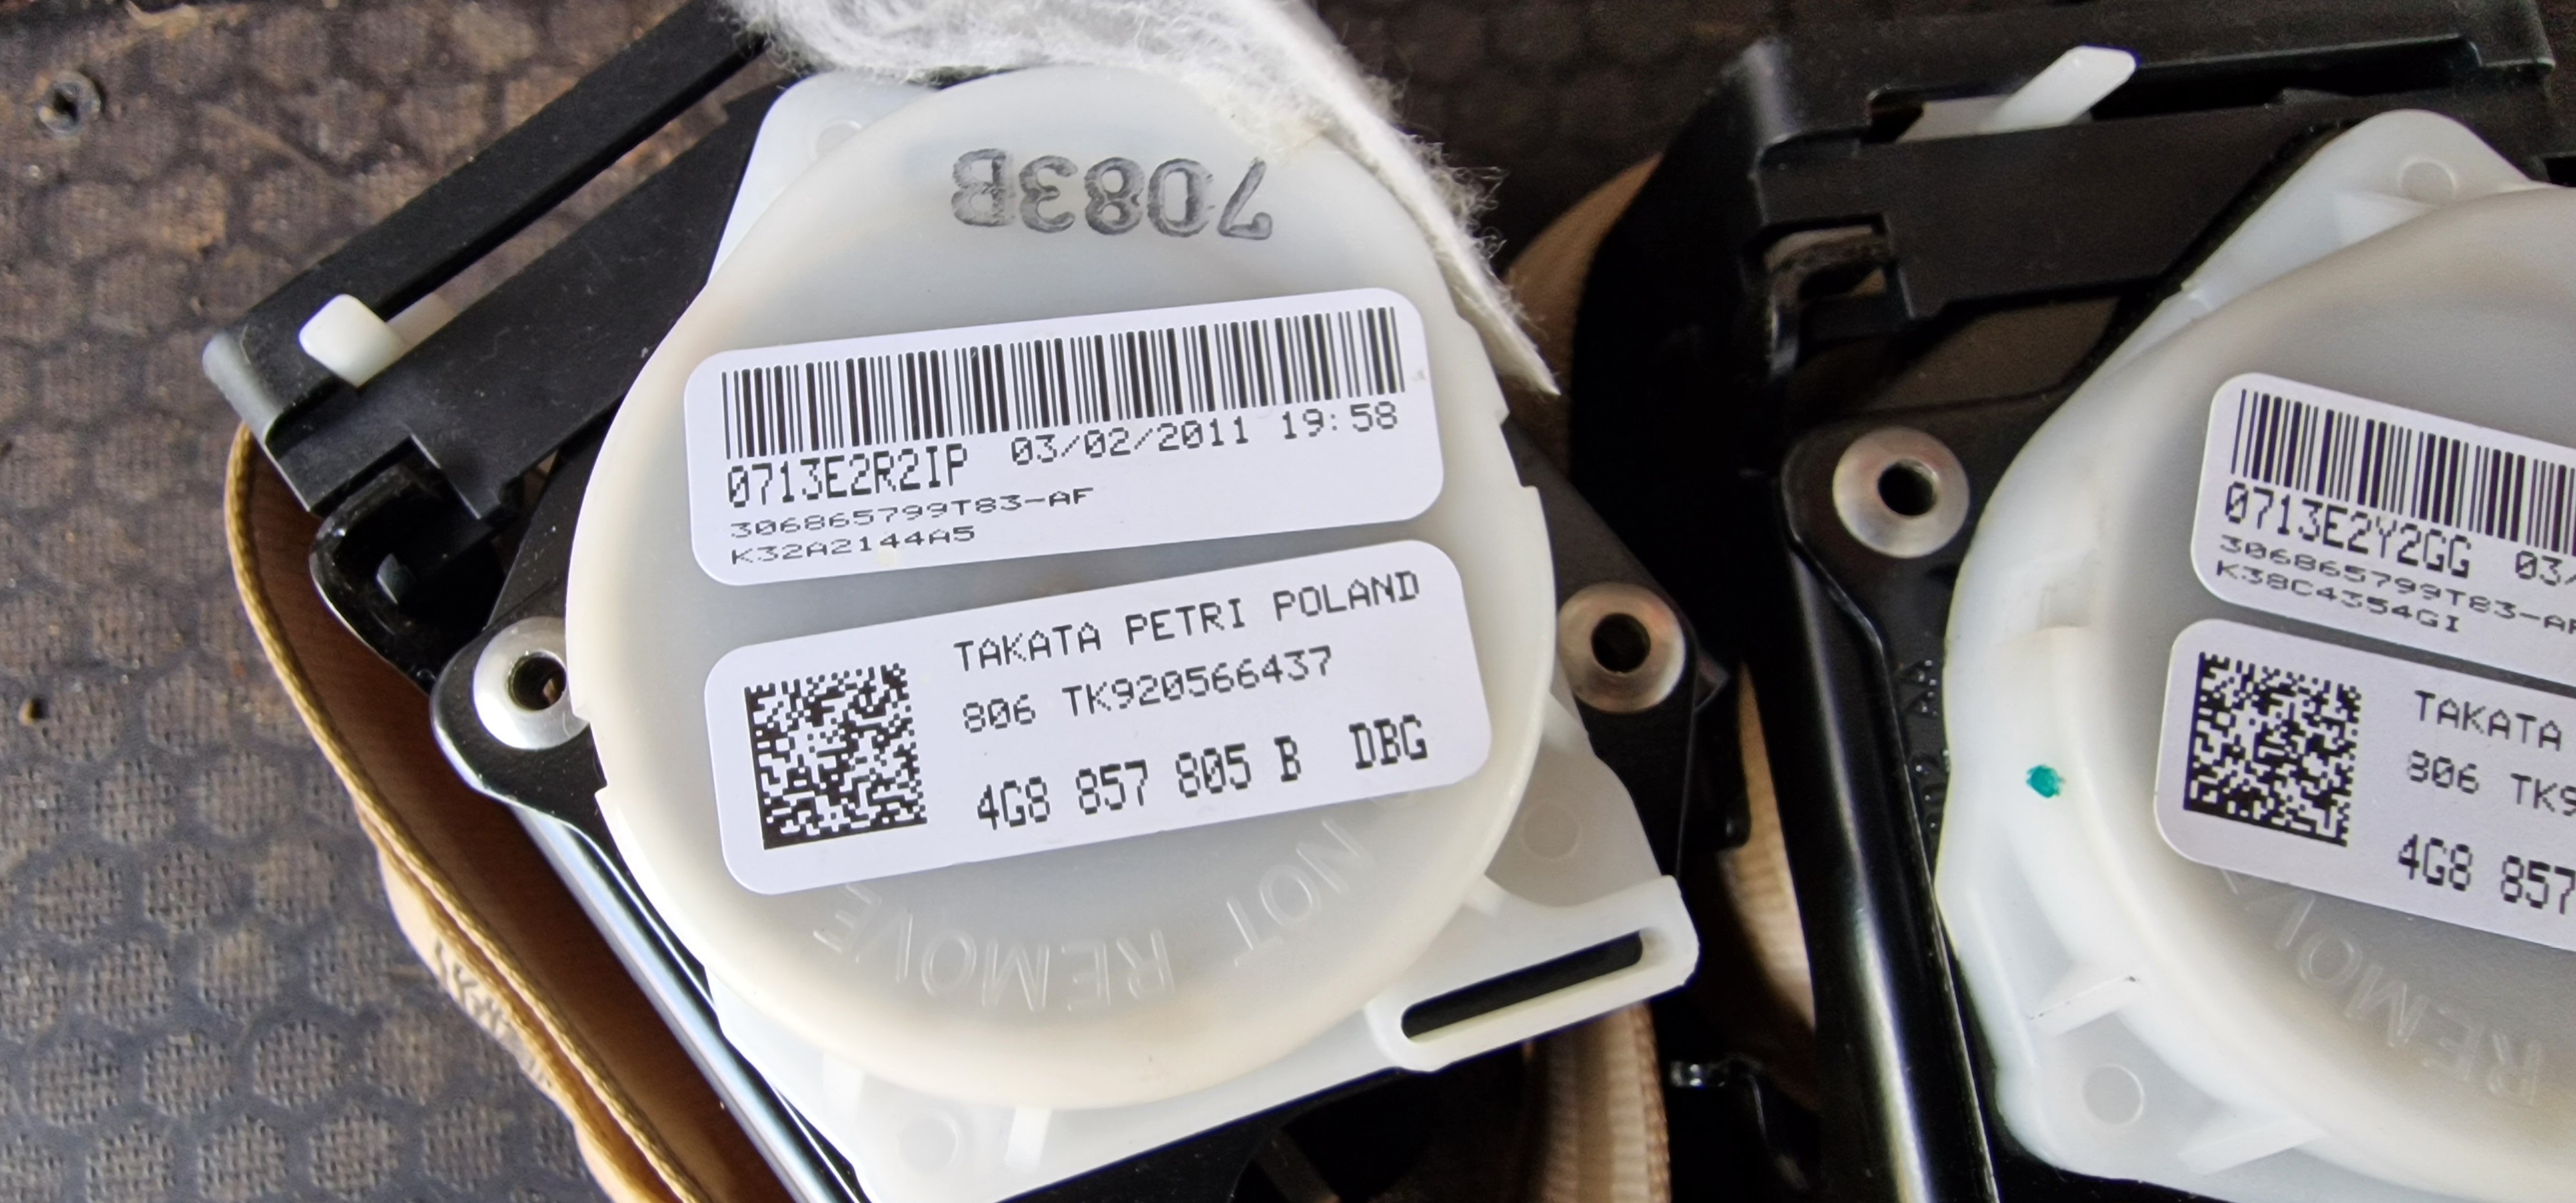 7083B
0713E2R2IP 03/02/2011 19:58
306865799T83-AF
K32A2144A5
TAKATA PETRI POLAND
806 TK920566437
4G8 857 805 B DBG
NOT REMOVE
0713E2Y2GG 03/
306865799T83-AF
K38C4354GI
TAKATA
806 TK9
4G8 857
REMOV